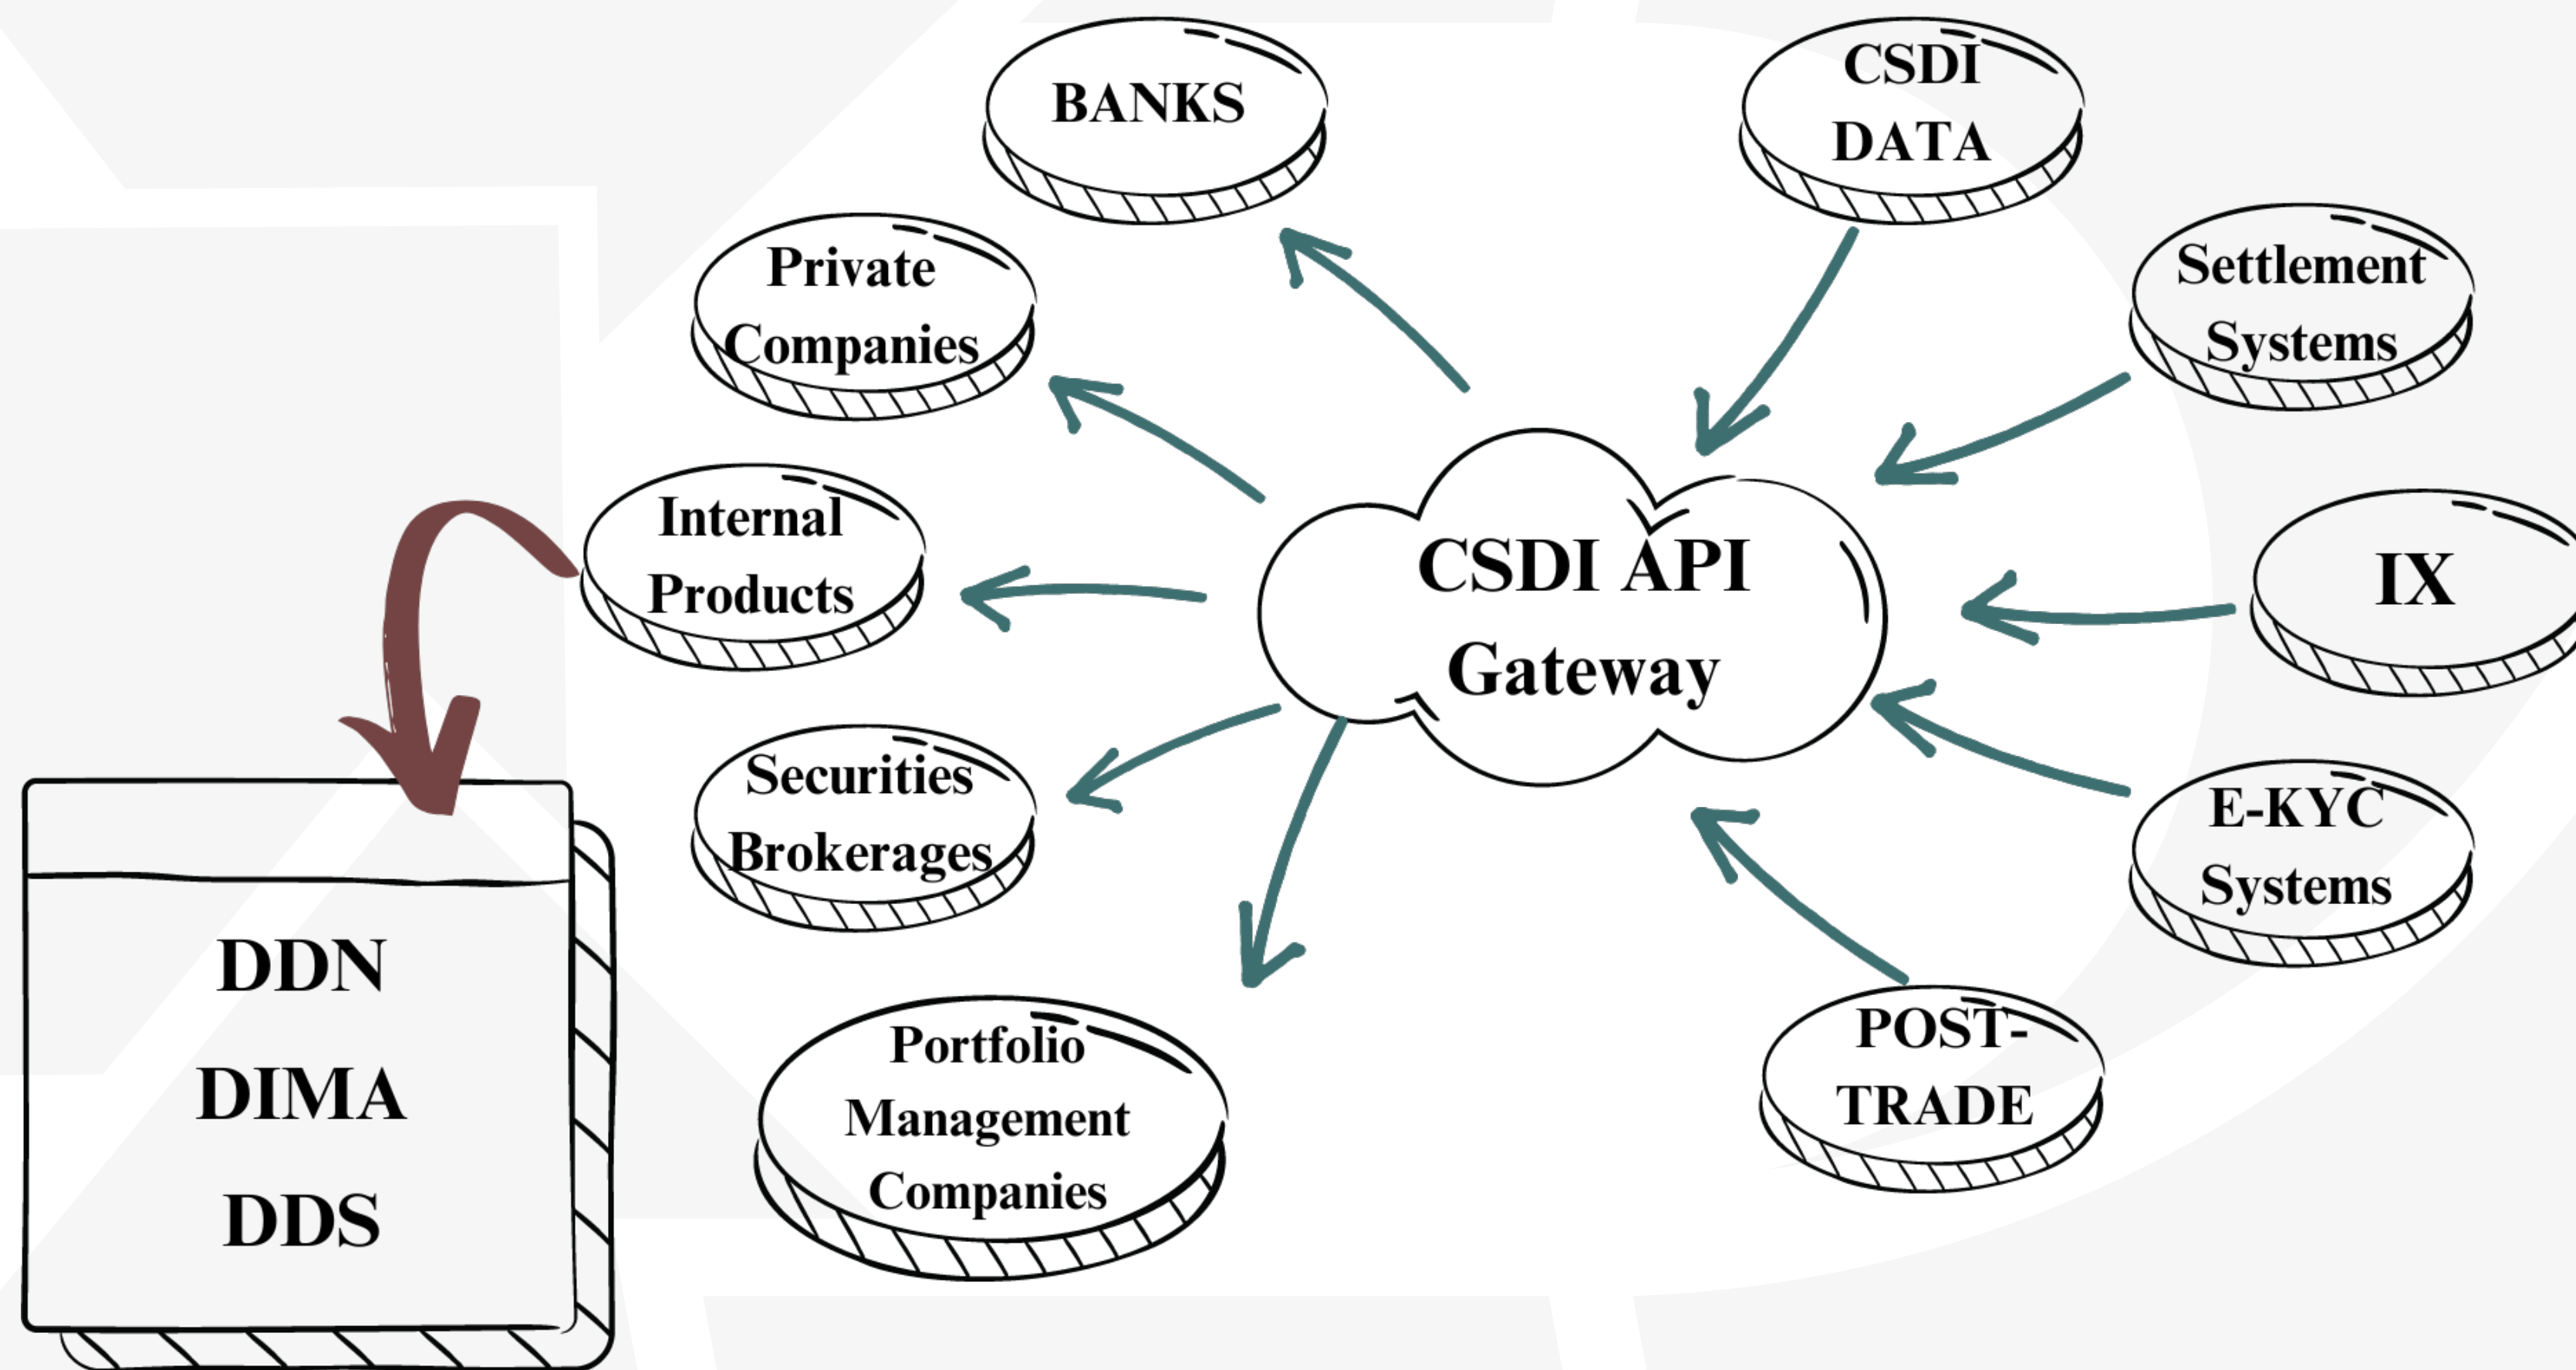 BANKS
CSDI
DATA
Private
Companies
Settlement
Systems
Internal
Products
CSDI API
Gateway
IX
Securities
Brokerages
E-KYC
Systems
Portfolio
Management
Companies
POST-
TRADE
DDN
DIMA
DDS